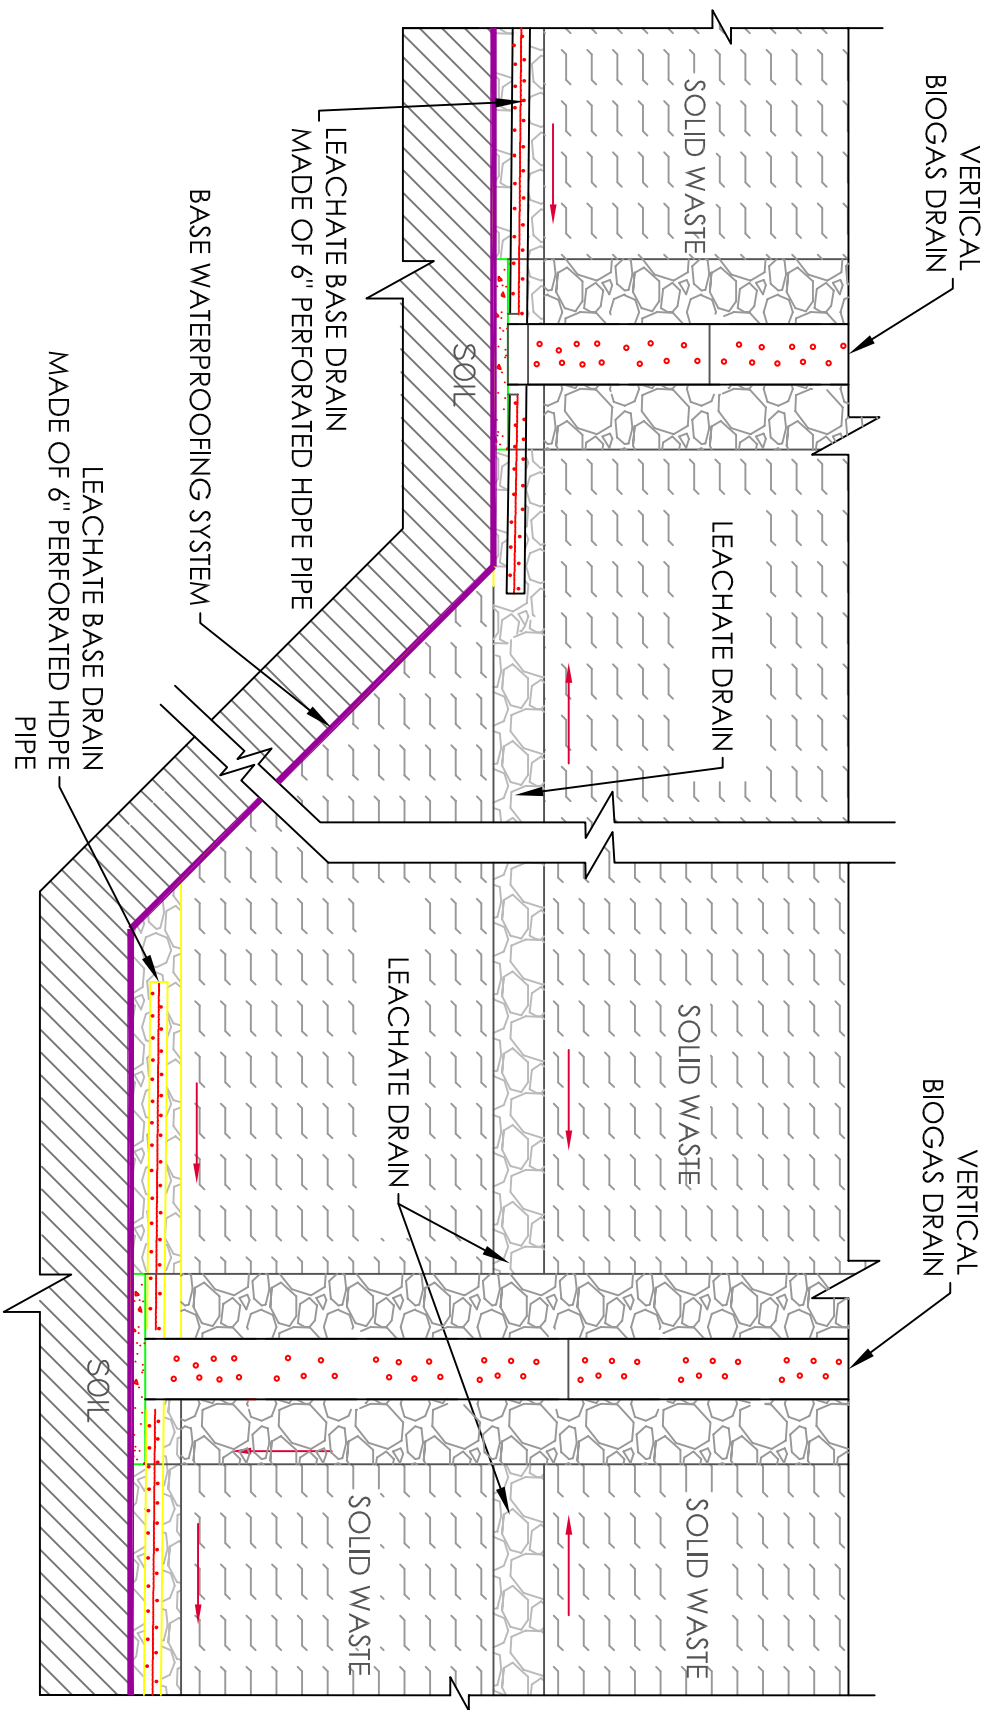 VERTICAL
BIOGAS DRAIN
SOLID WASTE
LEACHATE BASE DRAIN
MADE OF 6" PERFORATED HDPE PIPE
SOIL
BASE WATERPROOFING SYSTEM
LEACHATE DRAIN
LEACHATE BASE DRAIN
MADE OF 6" PERFORATED HDPE
PIPE
VERTICAL
BIOGAS DRAIN
SOLID WASTE
LEACHATE DRAIN
SOIL
SOLID WASTE
SOLID WASTE